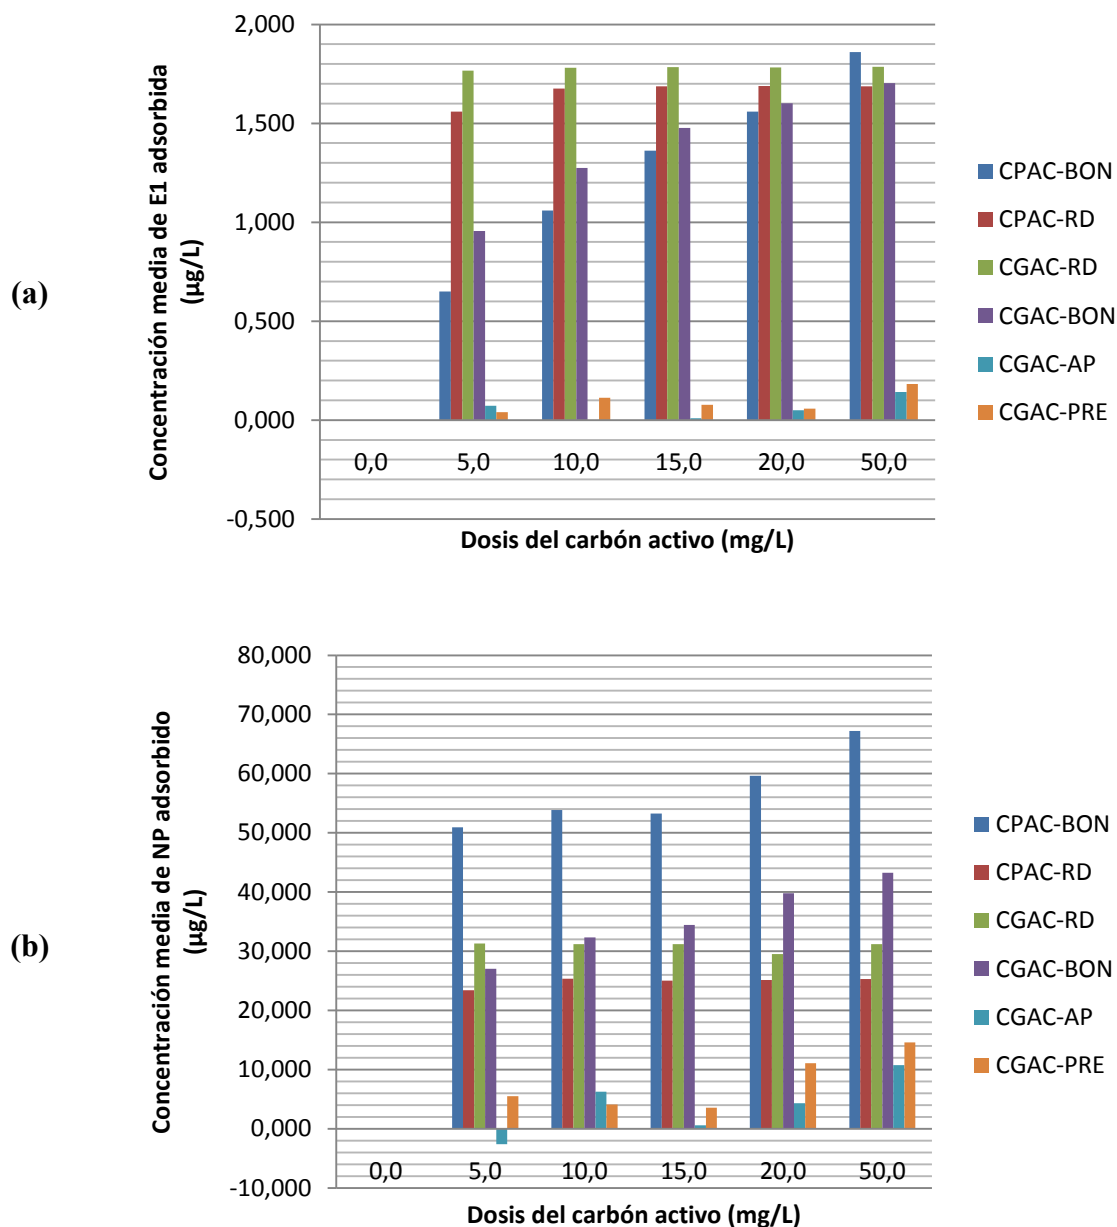 (a)
Concentración media de E1 adsorbida
(µg/L)
2,000
1,500
1,000
0,500
0,000
-0,500
0,0 5,0 10,0 15,0 20,0 50,0
Dosis del carbón activo (mg/L)
CPAC-BON
CPAC-RD
CGAC-RD
CGAC-BON
CGAC-AP
CGAC-PRE
(b)
Concentración media de NP adsorbido
(µg/L)
80,000
70,000
60,000
50,000
40,000
30,000
20,000
10,000
0,000
-10,000
0,0 5,0 10,0 15,0 20,0 50,0
Dosis del carbón activo (mg/L)
CPAC-BON
CPAC-RD
CGAC-RD
CGAC-BON
CGAC-AP
CGAC-PRE